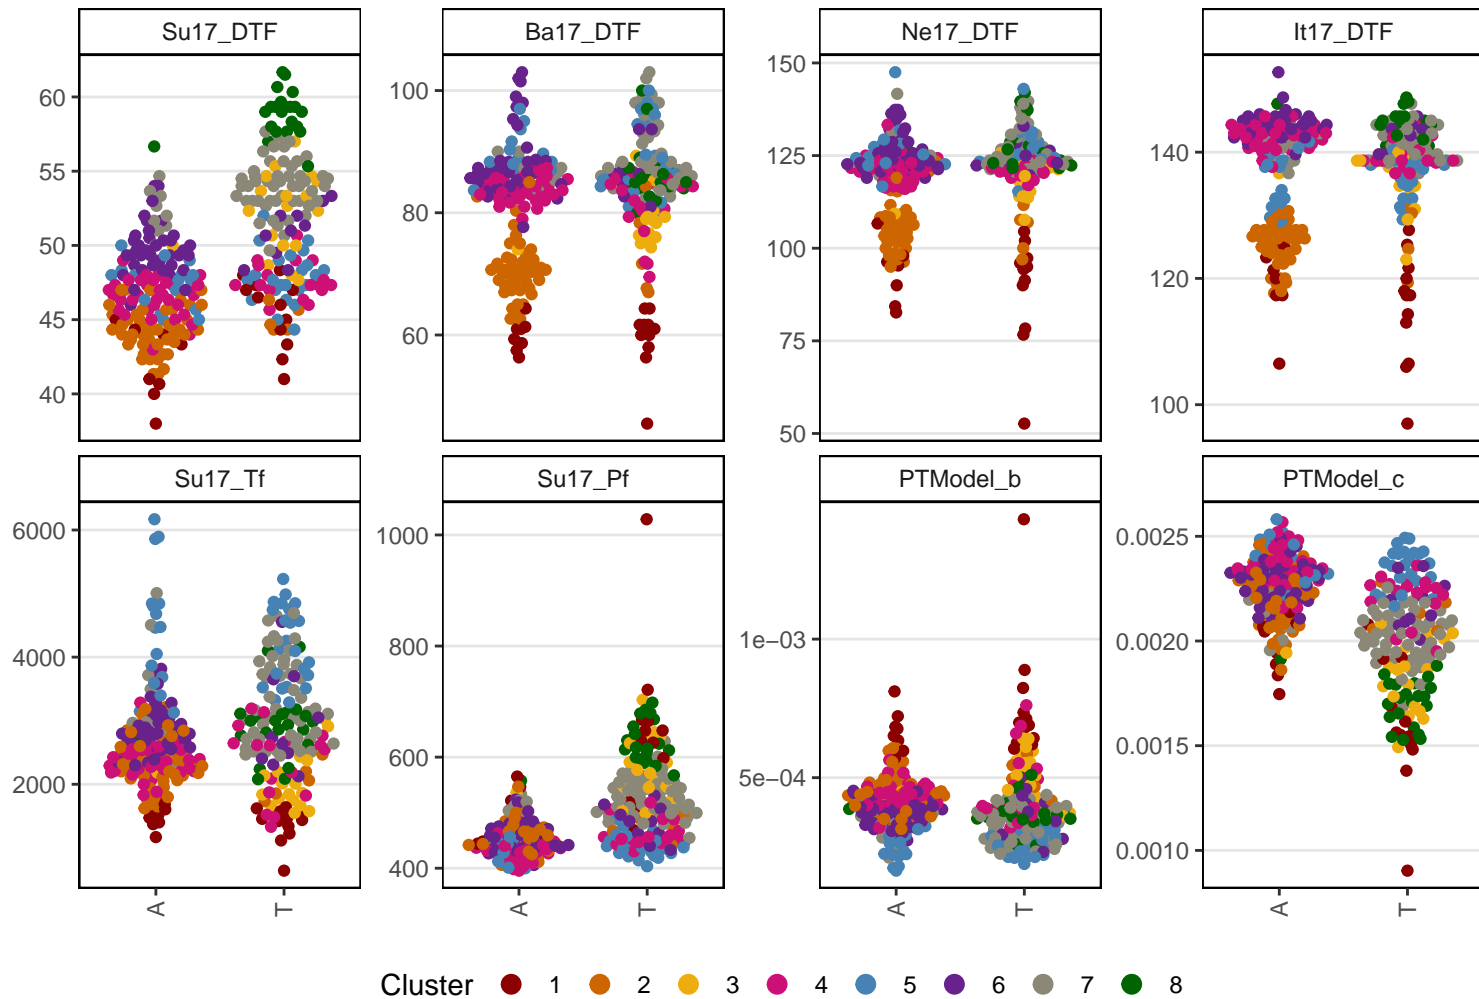 Su17_DTF
Ba17_DTF
Ne17_DTF
It17_DTF
60
55
50
45
40
100
80
60
150
125
100
75
50
140
120
100
Su17_Tf
Su17_Pf
PTModel_b
PTModel_c
6000
4000
2000
1000
800
600
400
1e−03
5e−04
0.0025
0.0020
0.0015
0.0010
A
T
A
T
A
T
A
T
Cluster 1 2 3 4 5 6 7 8